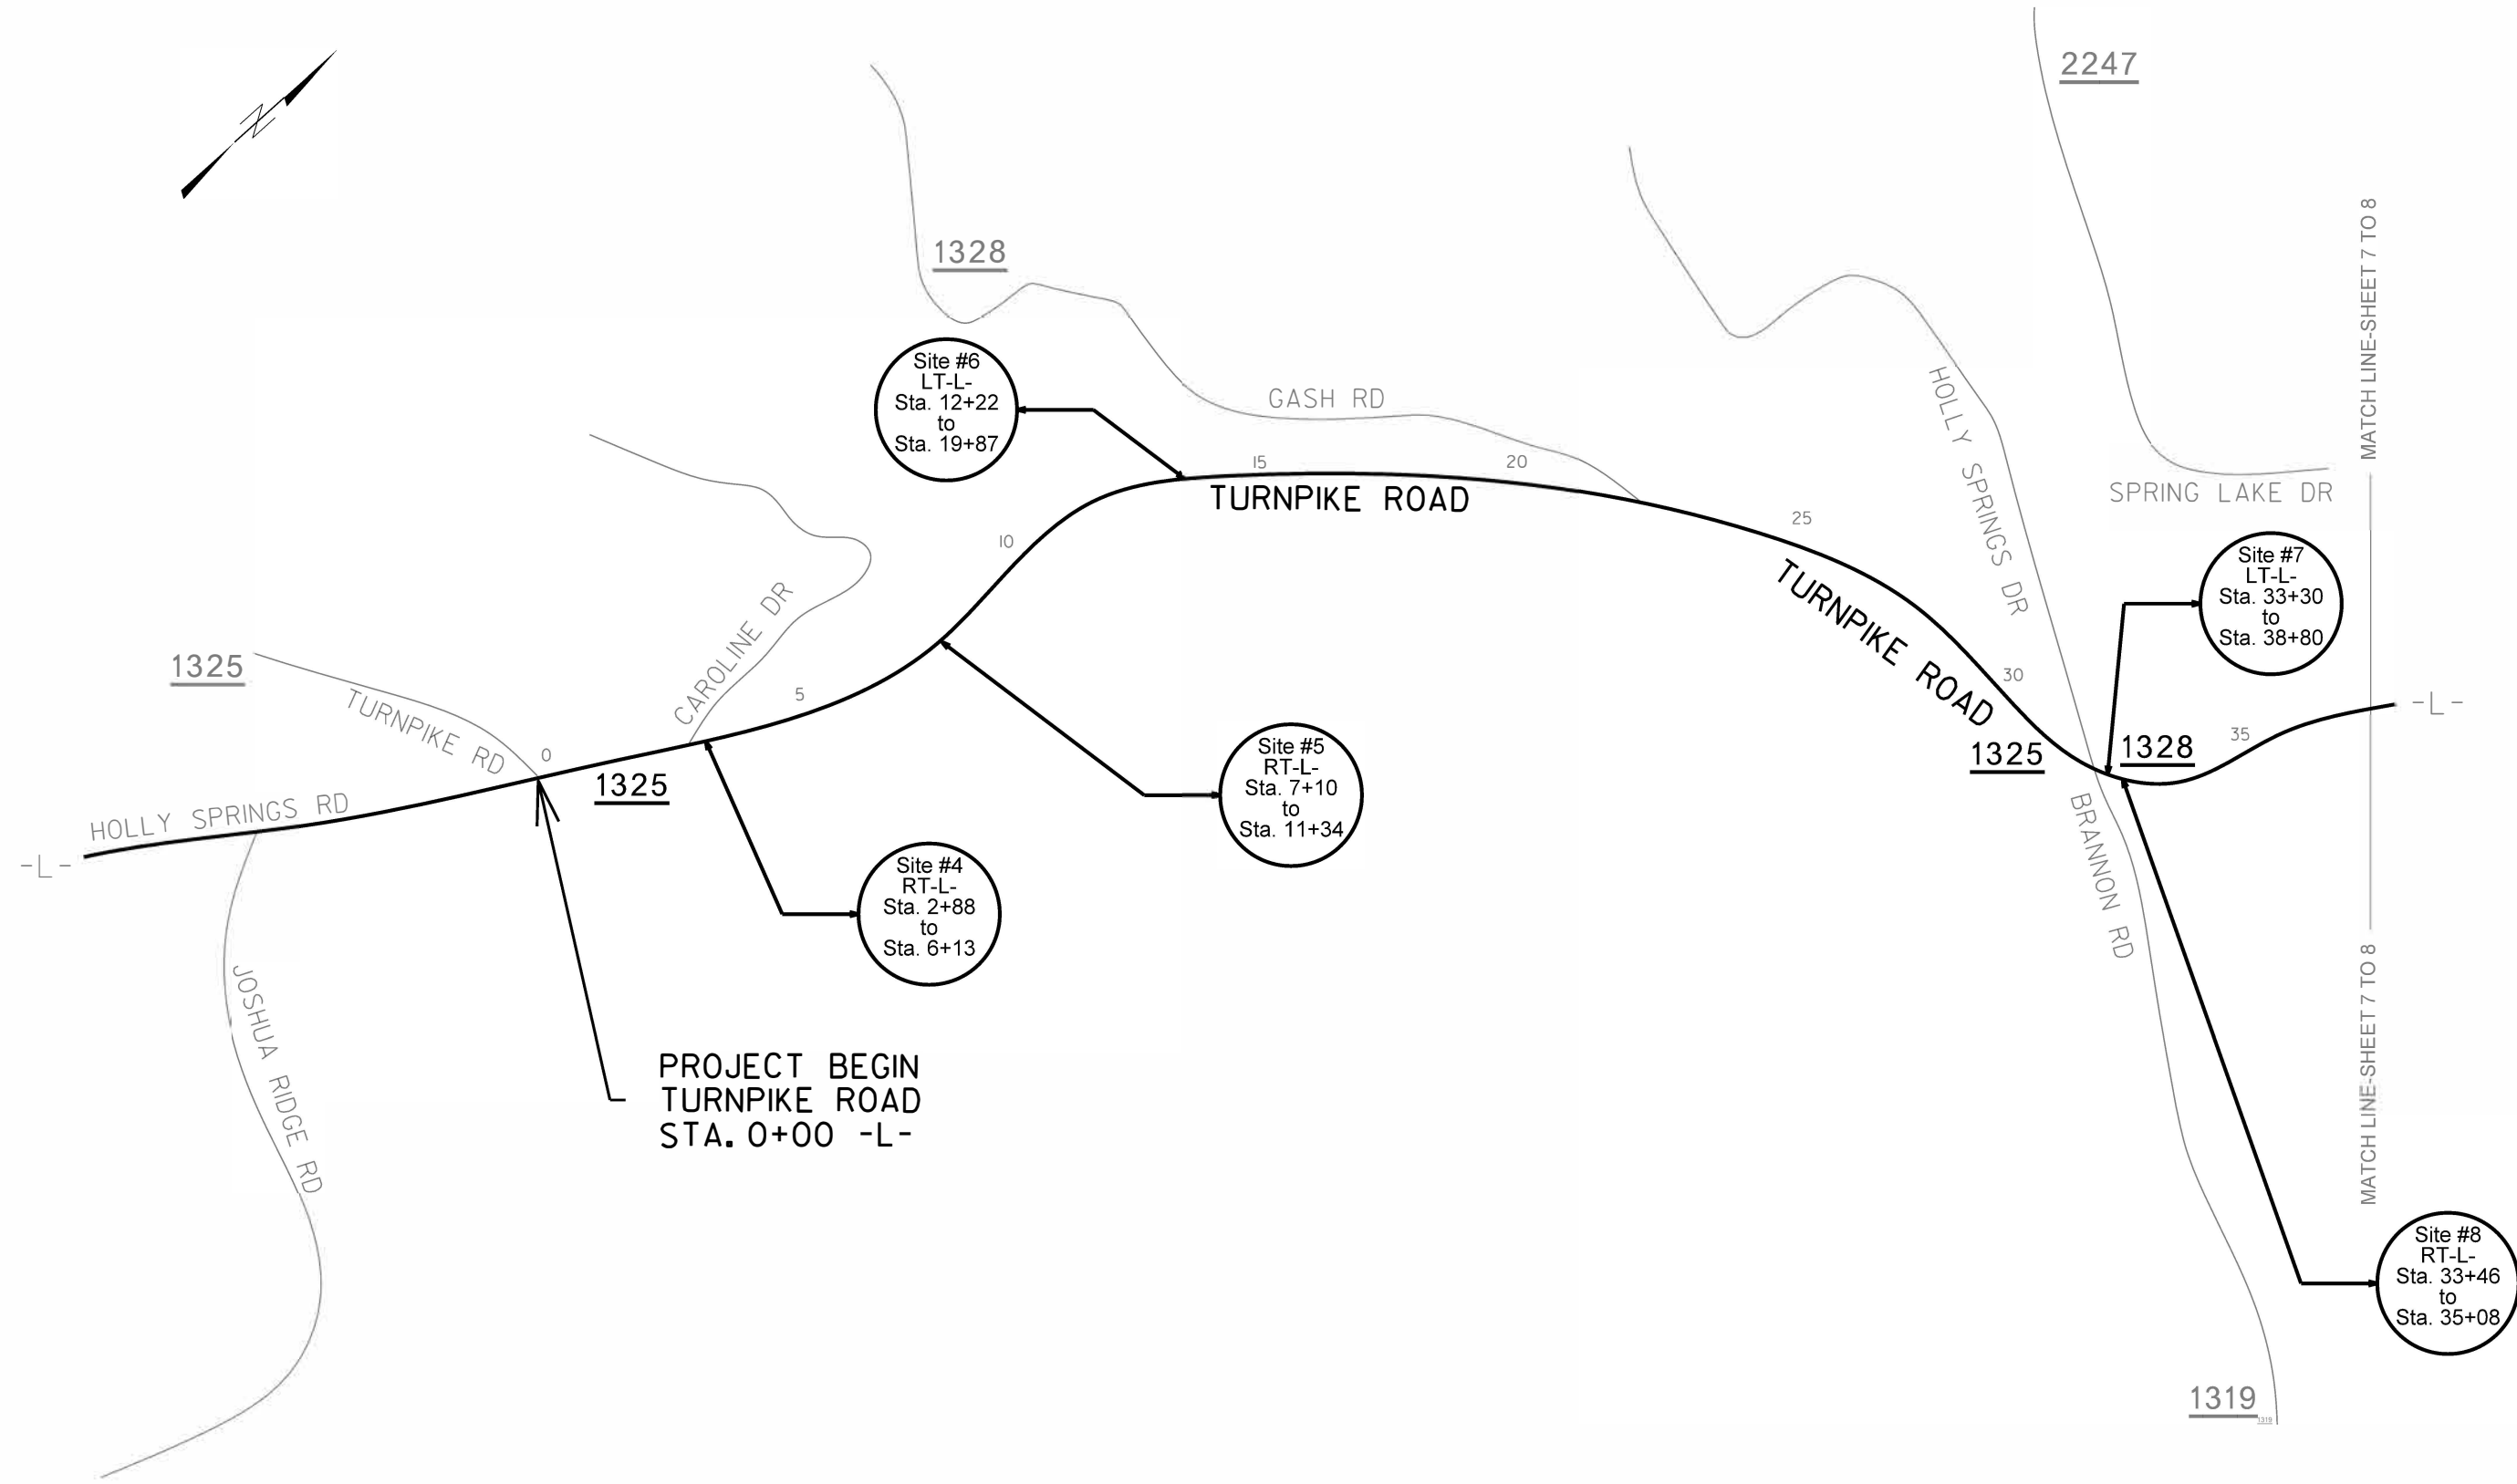 2247
N
1328
MATCH LINE-SHEET 7 TO 8
Site #6
LT-L-
Sta. 12+22
to
Sta. 19+87
GASH RD
HOLLY SPRINGS DR
15
20
TURNPIKE ROAD
SPRING LAKE DR
25
10
Site #7
LT-L-
Sta. 33+30
to
Sta. 38+80
CAROLINE DR
TURNPIKE ROAD
1325
TURNPIKE RD
5
30
-L-
0
1325
1325
1328
35
Site #5
RT-L-
Sta. 7+10
to
Sta. 11+34
HOLLY SPRINGS RD
-L-
BRANNON RD
Site #4
RT-L-
Sta. 2+88
to
Sta. 6+13
JOSHUA RIDGE RD
MATCH LINE-SHEET 7 TO 8
PROJECT BEGIN
TURNPIKE ROAD
STA. 0+00 -L-
Site #8
RT-L-
Sta. 33+46
to
Sta. 35+08
1319
1319